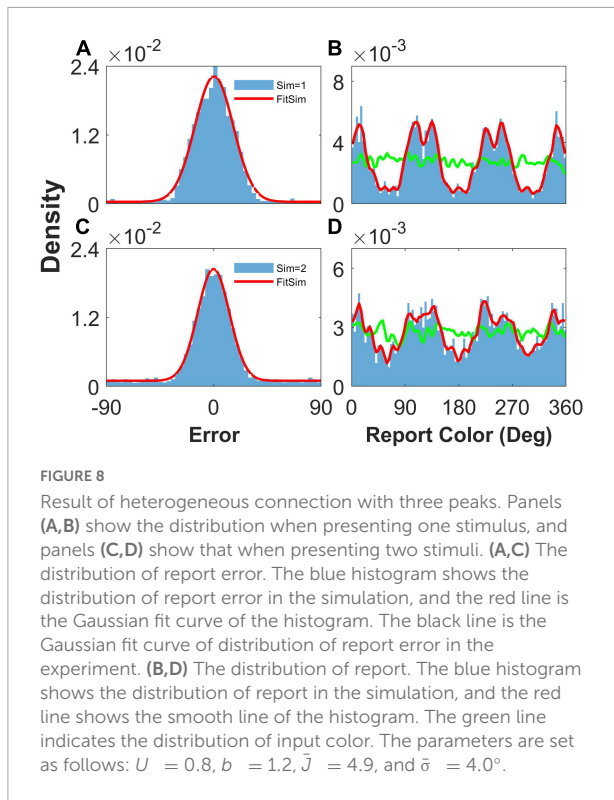 A ×10⁻²
2.4
1.2
0
Sim=1
FitSim
B ×10⁻³
8
4
0
C ×10⁻²
2.4
1.2
0
-90 0 90
Sim=2
FitSim
Error
D ×10⁻³
6
3
0
0 90 180 270 360
Report Color (Deg)
Density
FIGURE 8
Result of heterogeneous connection with three peaks. Panels
(A,B) show the distribution when presenting one stimulus, and
panels (C,D) show that when presenting two stimuli. (A,C) The
distribution of report error. The blue histogram shows the
distribution of report error in the simulation, and the red line is
the Gaussian fit curve of the histogram. The black line is the
Gaussian fit curve of distribution of report error in the
experiment. (B,D) The distribution of report. The blue histogram
shows the distribution of report in the simulation, and the red
line shows the smooth line of the histogram. The green line
indicates the distribution of input color. The parameters are set
as follows: U = 0.8, b = 1.2, J̄ = 4.9, and σ̄ = 4.0°.